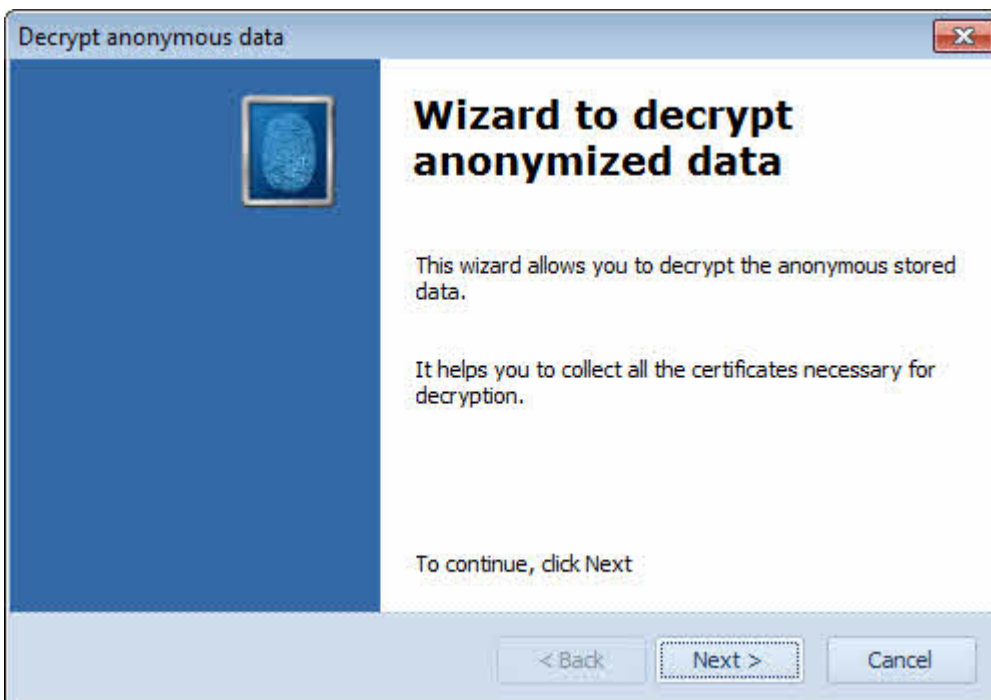 Decrypt anonymous data
Wizard to decrypt
anonymized data
This wizard allows you to decrypt the anonymous stored
data.
It helps you to collect all the certificates necessary for
decryption.
To continue, click Next
< Back
Next >
Cancel